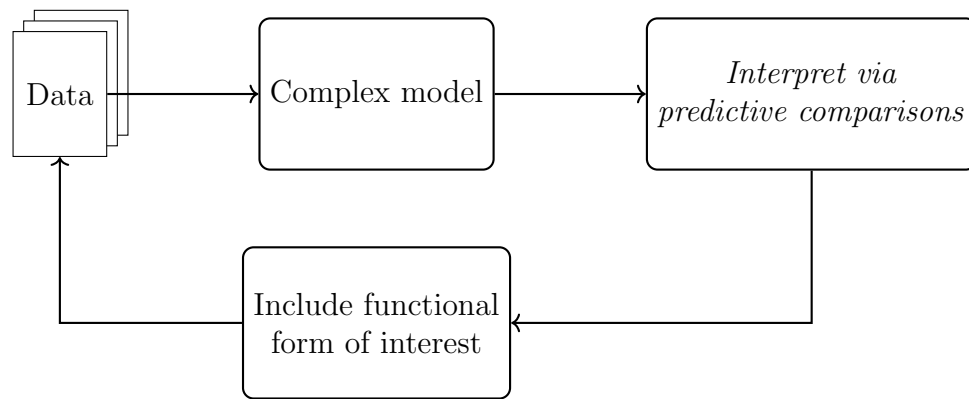 Data
Complex model
Interpret via
predictive comparisons
Include functional
form of interest